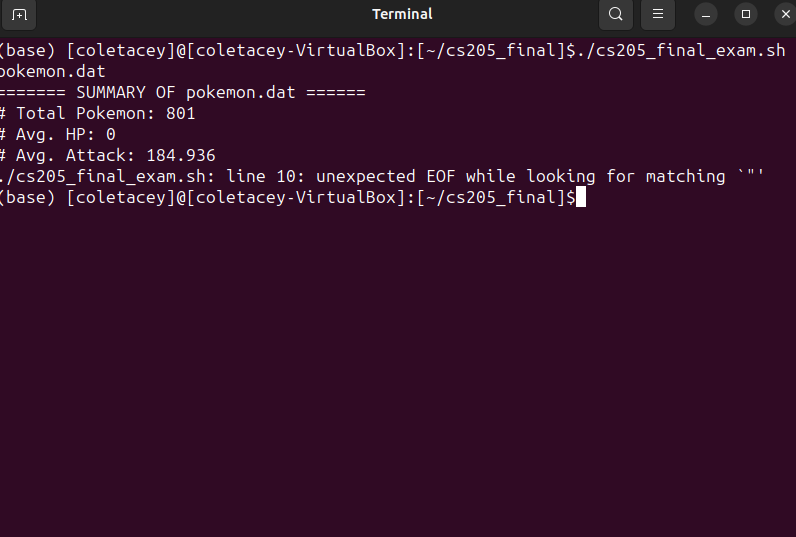 Terminal
(base) [coletacey]@[coletacey-VirtualBox]:[~/cs205_final]$./cs205_final_exam.sh
pokemon.dat
======= SUMMARY OF pokemon.dat ======
# Total Pokemon: 801
# Avg. HP: 0
# Avg. Attack: 184.936
./cs205_final_exam.sh: line 10: unexpected EOF while looking for matching `"'
(base) [coletacey]@[coletacey-VirtualBox]:[~/cs205_final]$